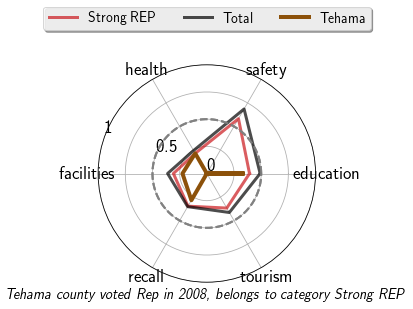 Strong REP Total Tehama
health safety
1
0.5
0
facilities education
recall tourism
Tehama county voted Rep in 2008, belongs to category Strong REP